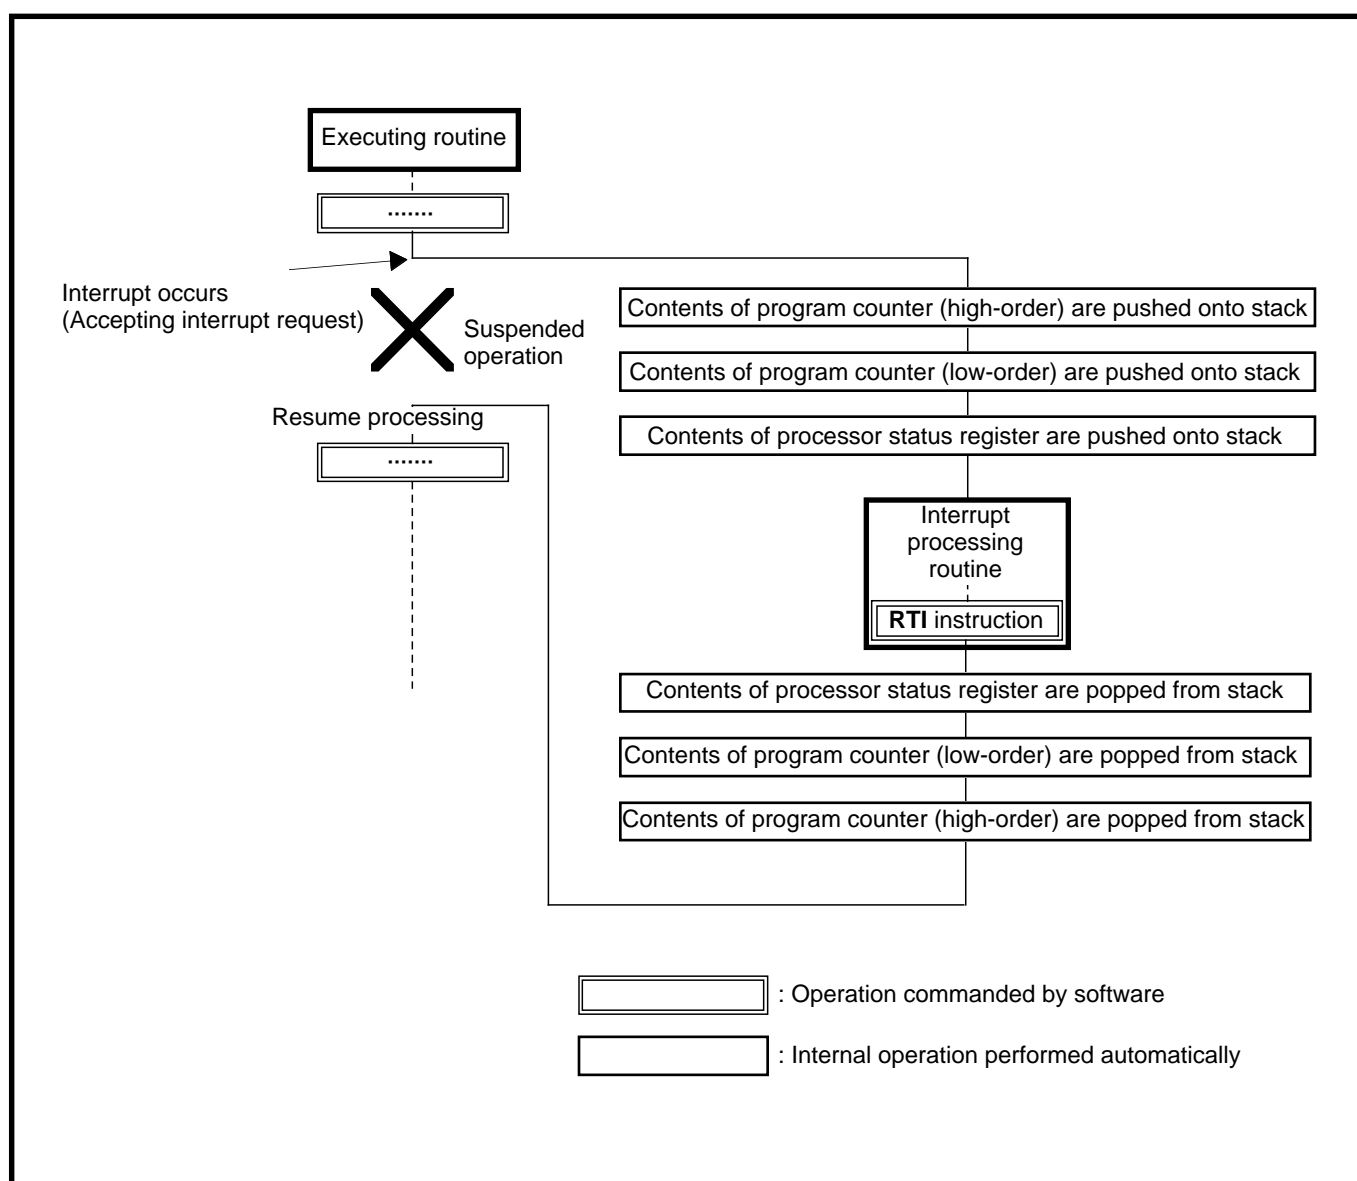 Executing routine
.......
Interrupt occurs
(Accepting interrupt request)
Suspended
operation
Contents of program counter (high-order) are pushed onto stack
Contents of program counter (low-order) are pushed onto stack
Contents of processor status register are pushed onto stack
Resume processing
.......
Interrupt
processing
routine
RTI instruction
Contents of processor status register are popped from stack
Contents of program counter (low-order) are popped from stack
Contents of program counter (high-order) are popped from stack
: Operation commanded by software
: Internal operation performed automatically